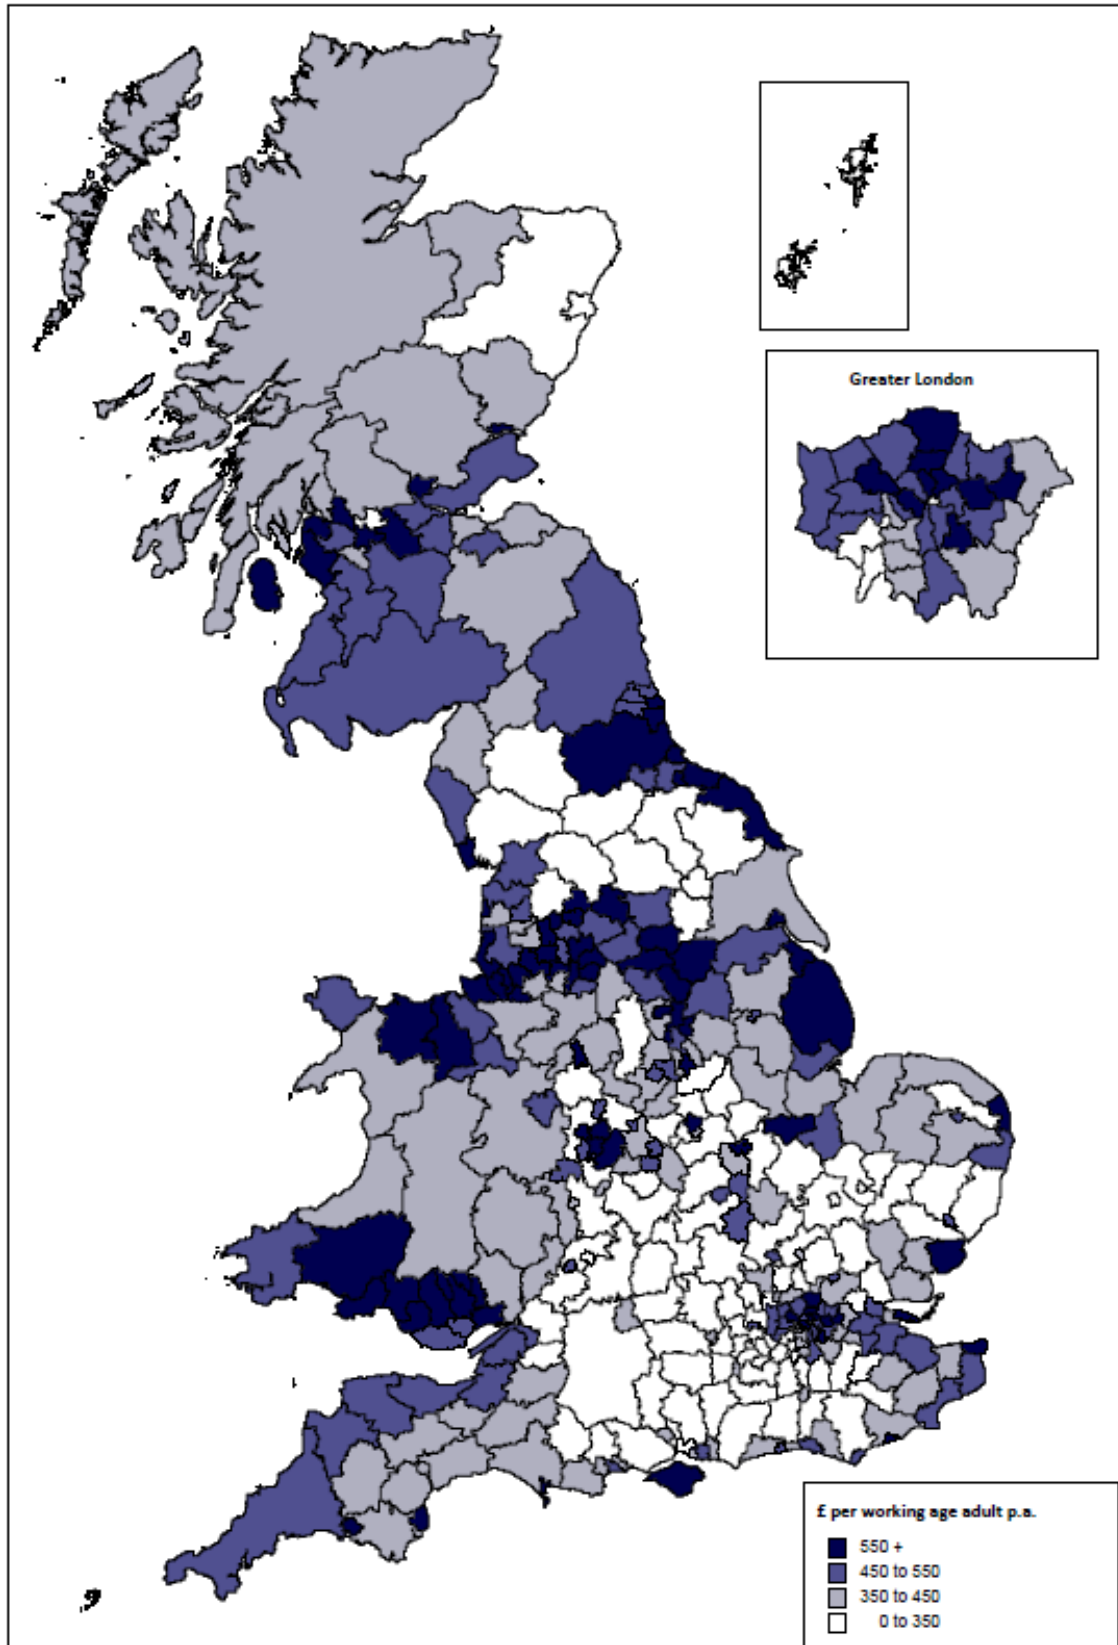 Greater London
£ per working age adult p.a.
550 +
450 to 550
350 to 450
0 to 350